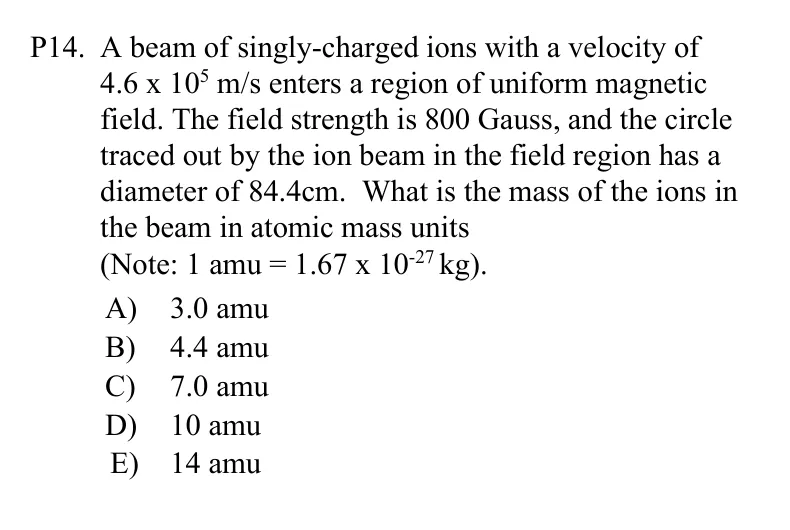 P14. A beam of singly-charged ions with a velocity of
4.6 x 10⁵ m/s enters a region of uniform magnetic
field. The field strength is 800 Gauss, and the circle
traced out by the ion beam in the field region has a
diameter of 84.4cm. What is the mass of the ions in
the beam in atomic mass units
(Note: 1 amu = 1.67 x 10⁻²⁷ kg).
A) 3.0 amu
B) 4.4 amu
C) 7.0 amu
D) 10 amu
E) 14 amu